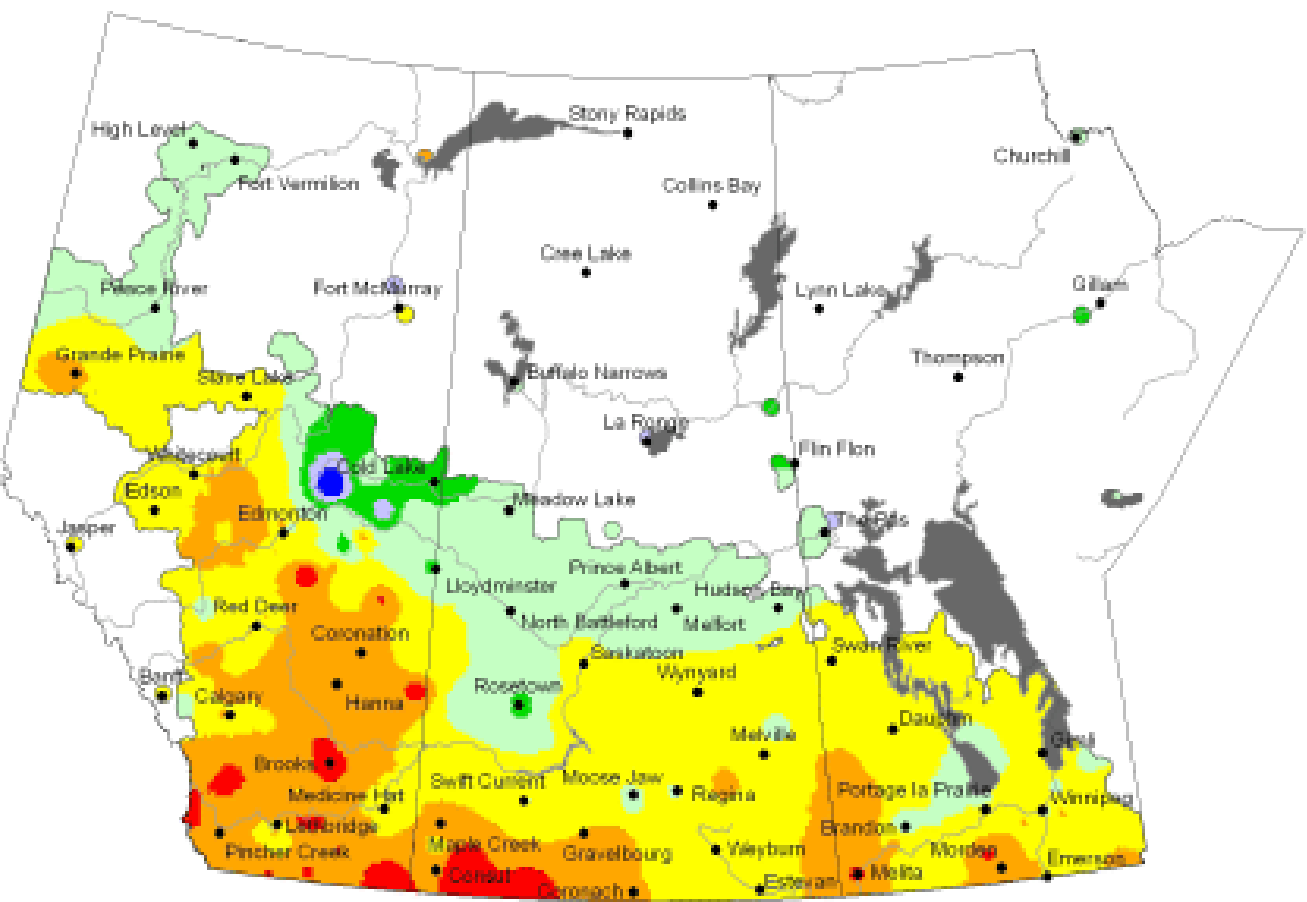 Stony Rapids
High Level
Churchill
Fort Vermilion
Collins Bay
Cree Lake
Peace River
Fort McMurray
Lynn Lake
Gillam
Grande Prairie
Slave Lake
Buffalo Narrows
Thompson
La Ronge
Whitecourt
Cold Lake
Flin Flon
Edson
Meadow Lake
Edmonton
Jasper
The Pas
Lloydminster
Prince Albert
Hudson Bay
Red Deer
North Battleford
Melfort
Coronation
Saskatoon
Swan River
Wynyard
Banff
Calgary
Hanna
Rosetown
Dauphin
Melville
Gimli
Brooks
Swift Current
Moose Jaw
Medicine Hat
Regina
Portage la Prairie
Winnipeg
Lethbridge
Brandon
Pincher Creek
Maple Creek
Gravelbourg
Weyburn
Morden
Emerson
Consul
Melita
Coronach
Estevan